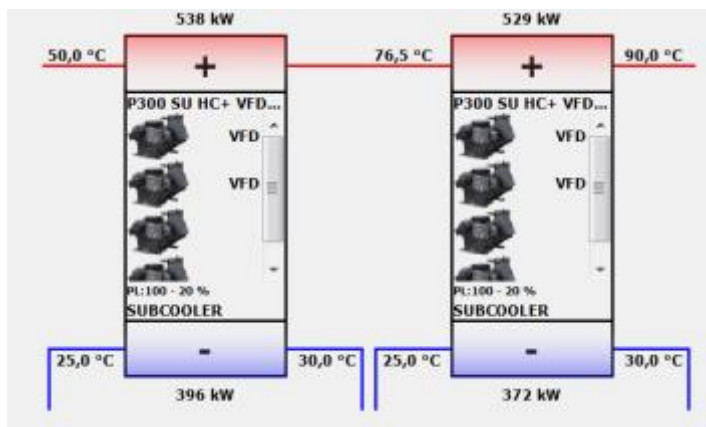 538 kW
529 kW
50,0 °C
76,5 °C
90,0 °C
+
+
P300 SU HC+ VFD...
P300 SU HC+ VFD...
VFD
VFD
VFD
VFD
PL:100 - 20 %
PL:100 - 20 %
SUBCOOLER
SUBCOOLER
-
-
25,0 °C
30,0 °C
25,0 °C
30,0 °C
396 kW
372 kW